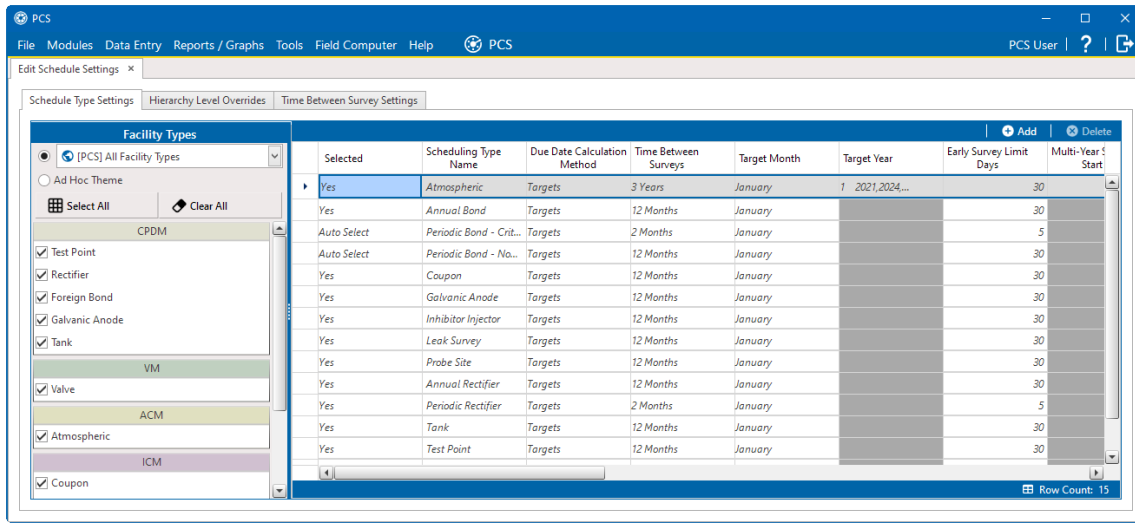 PCS
File Modules Data Entry Reports / Graphs Tools Field Computer Help PCS PCS User | ? |
Edit Schedule Settings ×
Schedule Type Settings Hierarchy Level Overrides Time Between Survey Settings
Facility Types
[PCS] All Facility Types
Ad Hoc Theme
Select All Clear All
CPDM
Test Point
Rectifier
Foreign Bond
Galvanic Anode
Tank
VM
Valve
ACM
Atmospheric
ICM
Coupon
Add Delete
Selected Scheduling Type Name Due Date Calculation Method Time Between Surveys Target Month Target Year Early Survey Limit Days Multi-Year S Start
Yes Atmospheric Targets 3 Years January 1 2021,2024,... 30
Yes Annual Bond Targets 12 Months January 30
Auto Select Periodic Bond - Crit... Targets 2 Months January 5
Auto Select Periodic Bond - No... Targets 12 Months January 30
Yes Coupon Targets 12 Months January 30
Yes Galvanic Anode Targets 12 Months January 30
Yes Inhibitor Injector Targets 12 Months January 30
Yes Leak Survey Targets 12 Months January 30
Yes Probe Site Targets 12 Months January 30
Yes Annual Rectifier Targets 12 Months January 30
Yes Periodic Rectifier Targets 2 Months January 5
Yes Tank Targets 12 Months January 30
Yes Test Point Targets 12 Months January 30
Row Count: 15